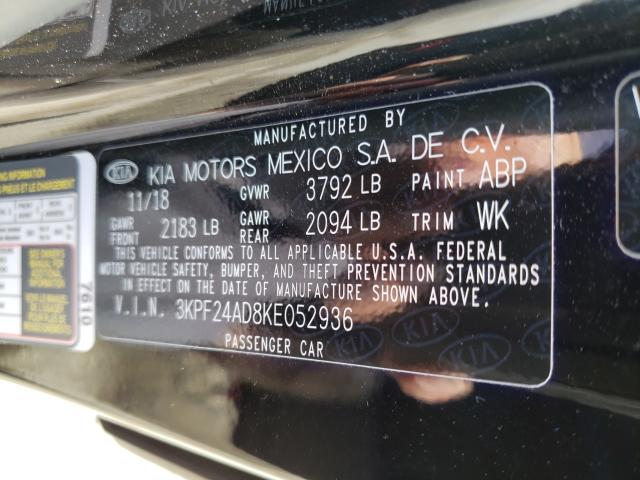 MANUFACTURED BY
KIA KIA MOTORS MEXICO S.A. DE C.V.
11/18 GVWR 3792 LB PAINT ABP
GAWR FRONT 2183 LB GAWR REAR 2094 LB TRIM WK
THIS VEHICLE CONFORMS TO ALL APPLICABLE U.S.A. FEDERAL
MOTOR VEHICLE SAFETY, BUMPER, AND THEFT PREVENTION STANDARDS
IN EFFECT ON THE DATE OF MANUFACTURE SHOWN ABOVE.
V.I.N. 3KPF24AD8KE052936
PASSENGER CAR
7610